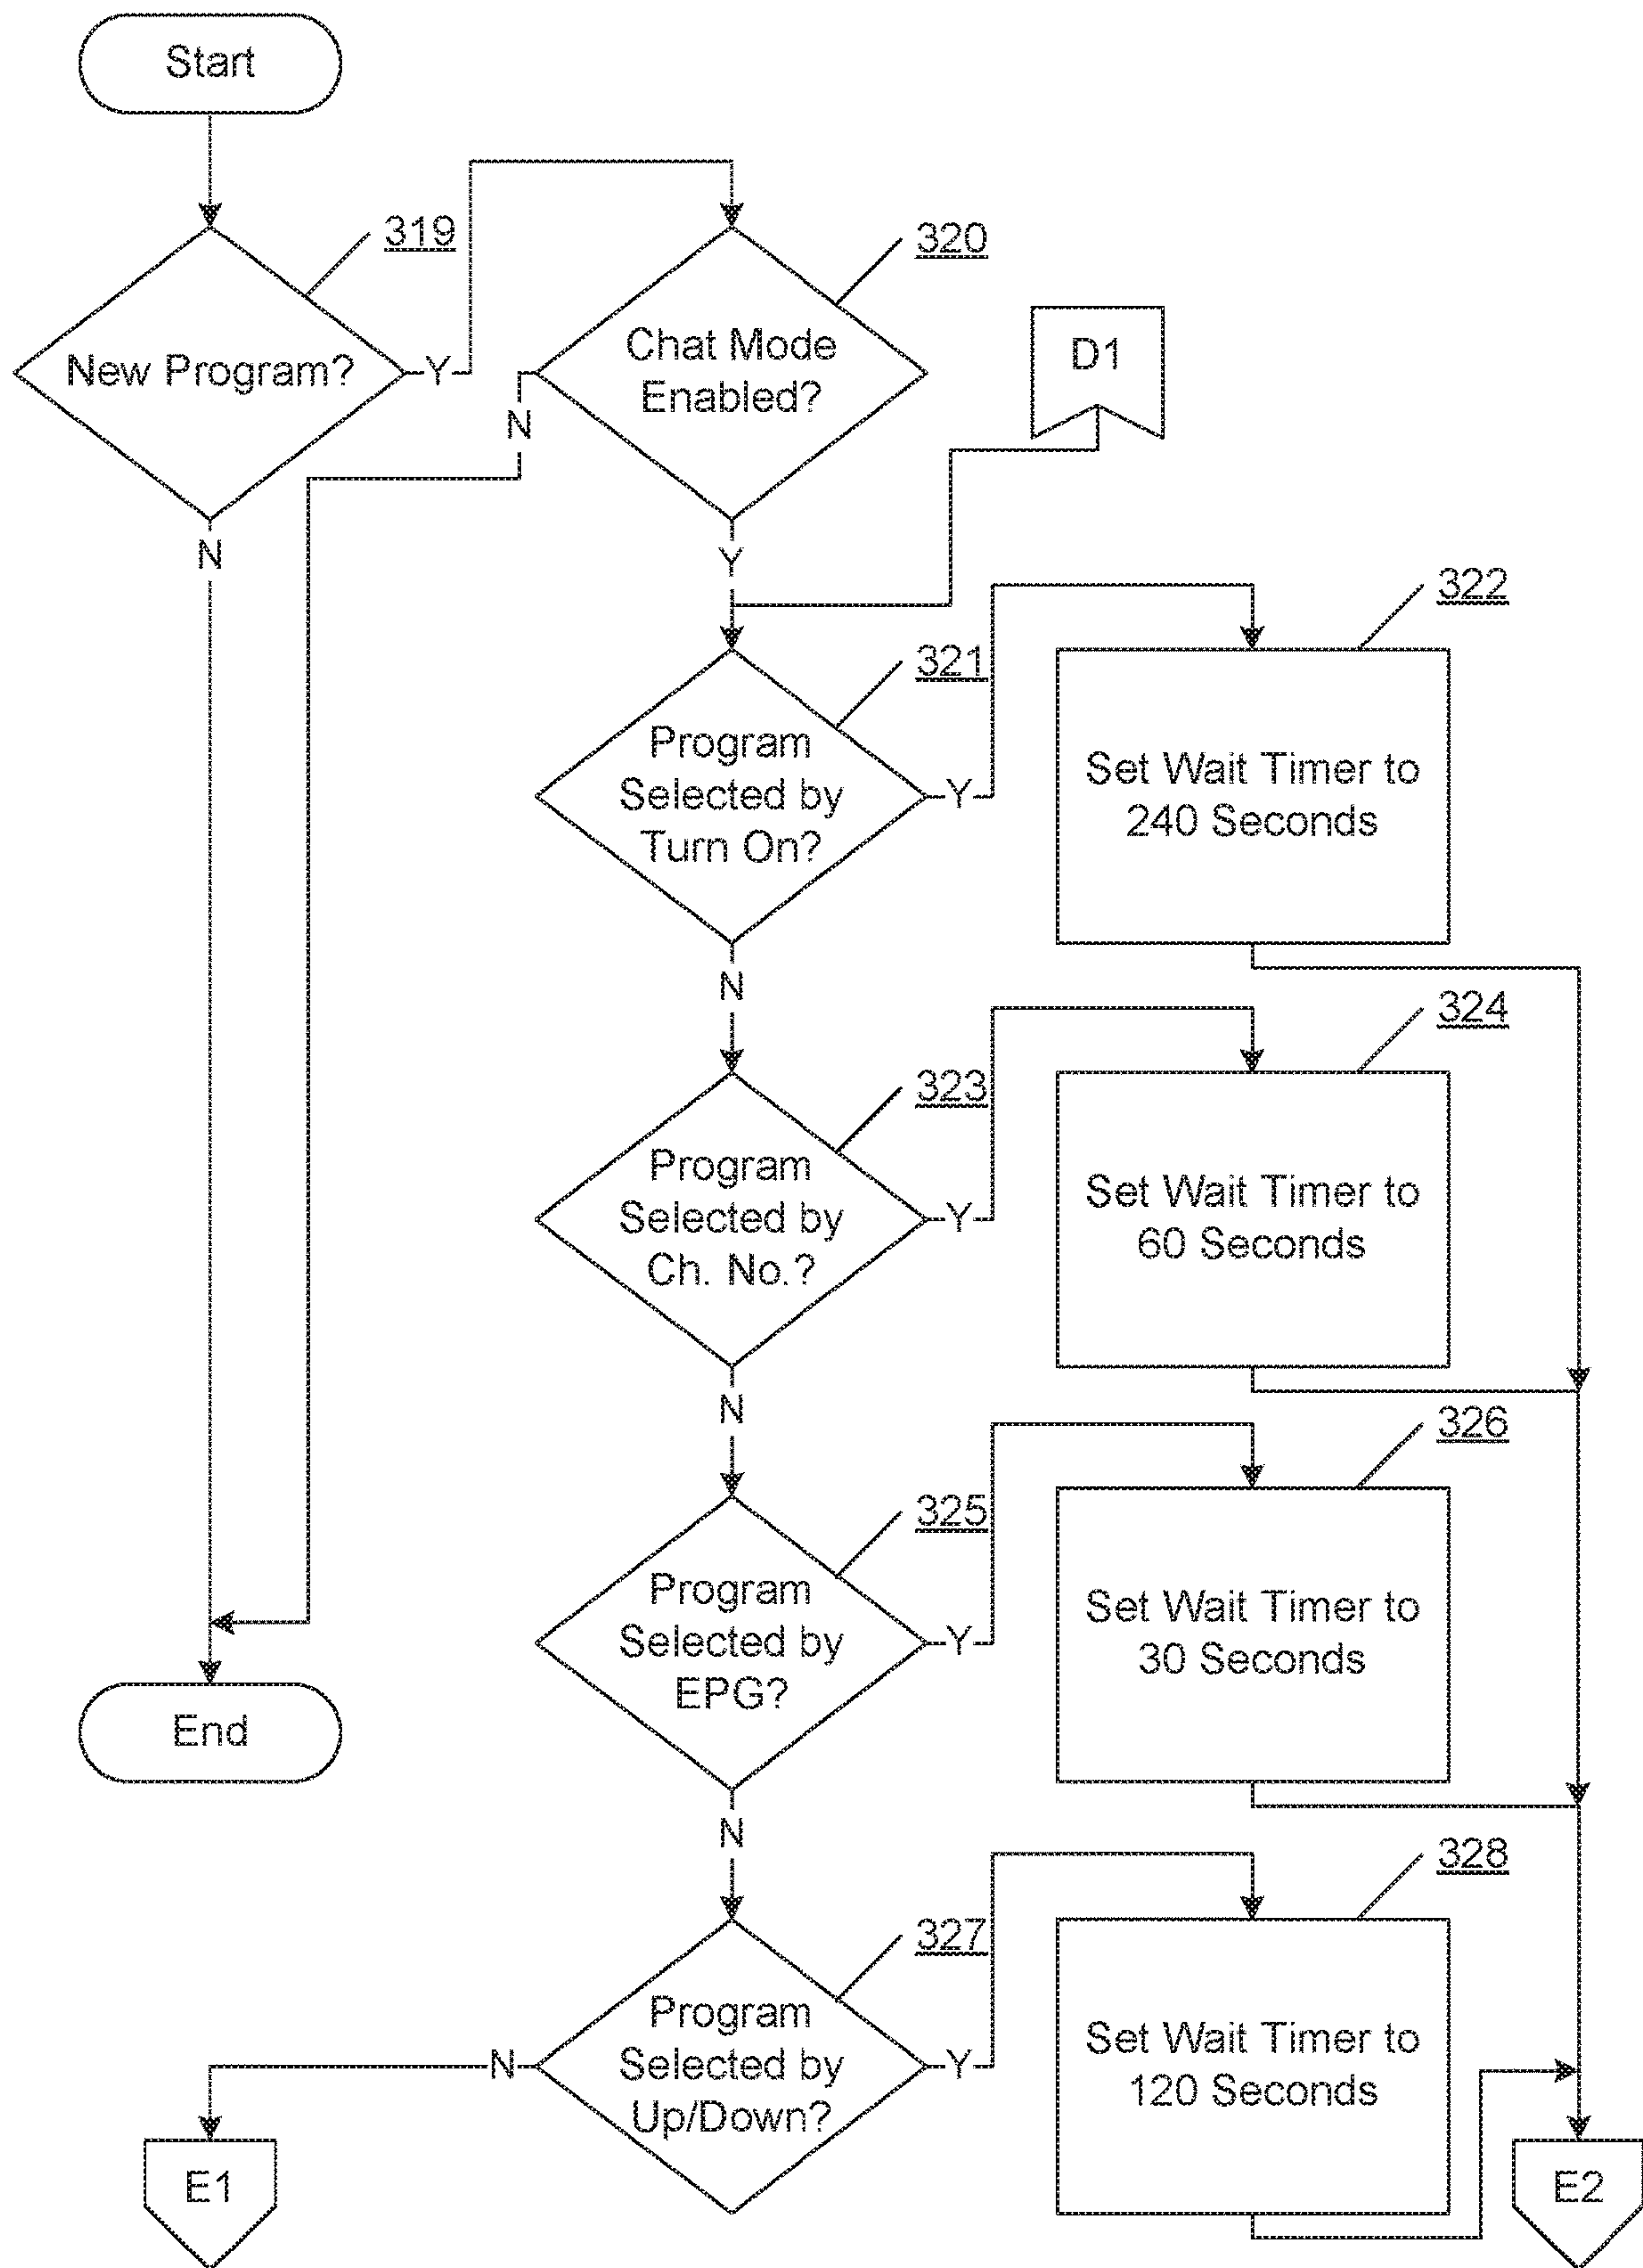 Start
319
New Program?
Y
N
320
Chat Mode
Enabled?
N
Y
D1
321
Program
Selected by
Turn On?
Y
N
322
Set Wait Timer to
240 Seconds
323
Program
Selected by
Ch. No.?
Y
N
324
Set Wait Timer to
60 Seconds
325
Program
Selected by
EPG?
Y
N
326
Set Wait Timer to
30 Seconds
End
327
Program
Selected by
Up/Down?
Y
N
328
Set Wait Timer to
120 Seconds
E1
E2